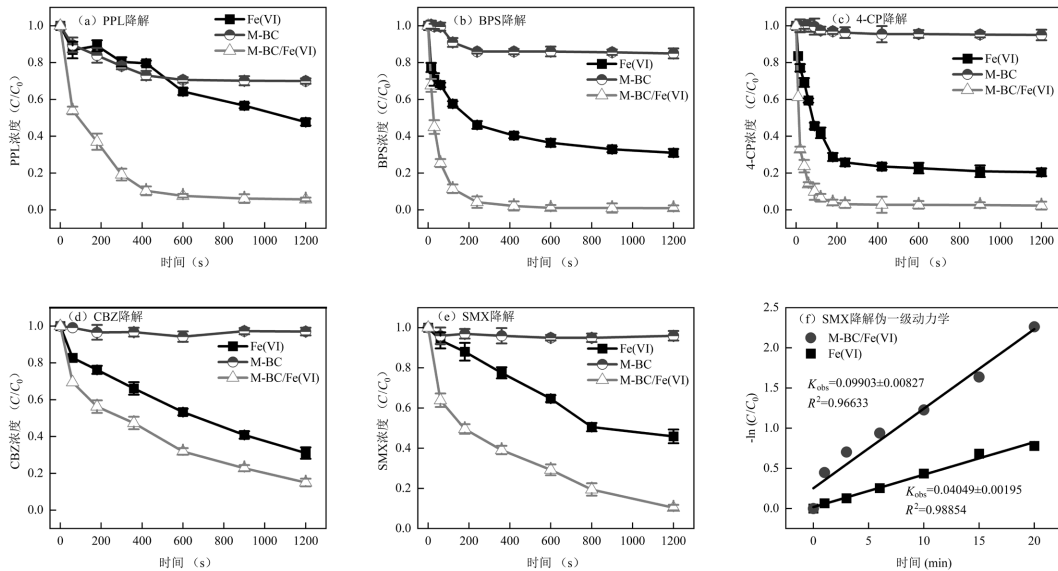 (a) PPL降解
Fe(VI)
M-BC
M-BC/Fe(VI)
PPL浓度 (C/C0)
1.0
0.8
0.6
0.4
0.2
0.0
0 200 400 600 800 1000 1200
时间 (s)
(b) BPS降解
Fe(VI)
M-BC
M-BC/Fe(VI)
BPS浓度 (C/C0)
1.0
0.8
0.6
0.4
0.2
0.0
0 200 400 600 800 1000 1200
时间 (s)
(c) 4-CP降解
Fe(VI)
M-BC
M-BC/Fe(VI)
4-CP浓度 (C/C0)
1.0
0.8
0.6
0.4
0.2
0.0
0 200 400 600 800 1000 1200
时间 (s)
(d) CBZ降解
Fe(VI)
M-BC
M-BC/Fe(VI)
CBZ浓度 (C/C0)
1.0
0.8
0.6
0.4
0.2
0.0
0 200 400 600 800 1000 1200
时间 (s)
(e) SMX降解
Fe(VI)
M-BC
M-BC/Fe(VI)
SMX浓度 (C/C0)
1.0
0.8
0.6
0.4
0.2
0.0
0 200 400 600 800 1000 1200
时间 (s)
(f) SMX降解伪一级动力学
M-BC/Fe(VI)
Fe(VI)
Kobs=0.09903±0.00827
R²=0.96633
Kobs=0.04049±0.00195
R²=0.98854
-ln (C/C0)
2.5
2.0
1.5
1.0
0.5
0.0
0 5 10 15 20
时间 (min)